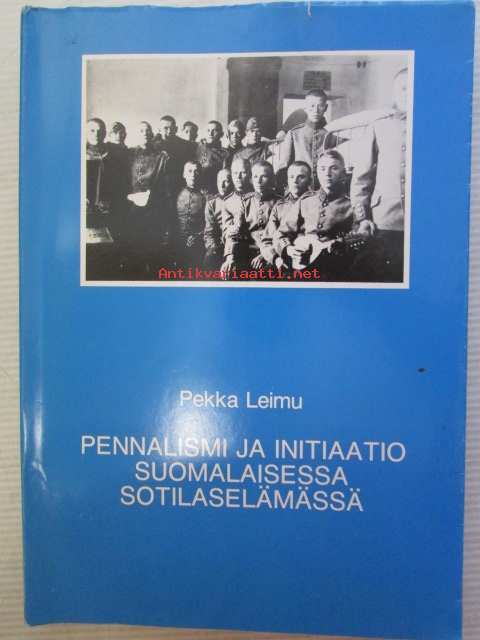 Antikvariaatti.net
Pekka Leimu
PENNALISMI JA INITIAATIO
SUOMALAISESSA
SOTILASELÄMÄSSÄ